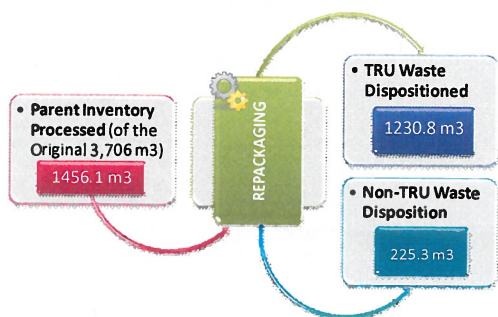 • Parent Inventory
Processed (of the
Original 3,706 m3)
1456.1 m3
REPACKAGING
• TRU Waste
Dispositioned
1230.8 m3
• Non-TRU Waste
Disposition
225.3 m3